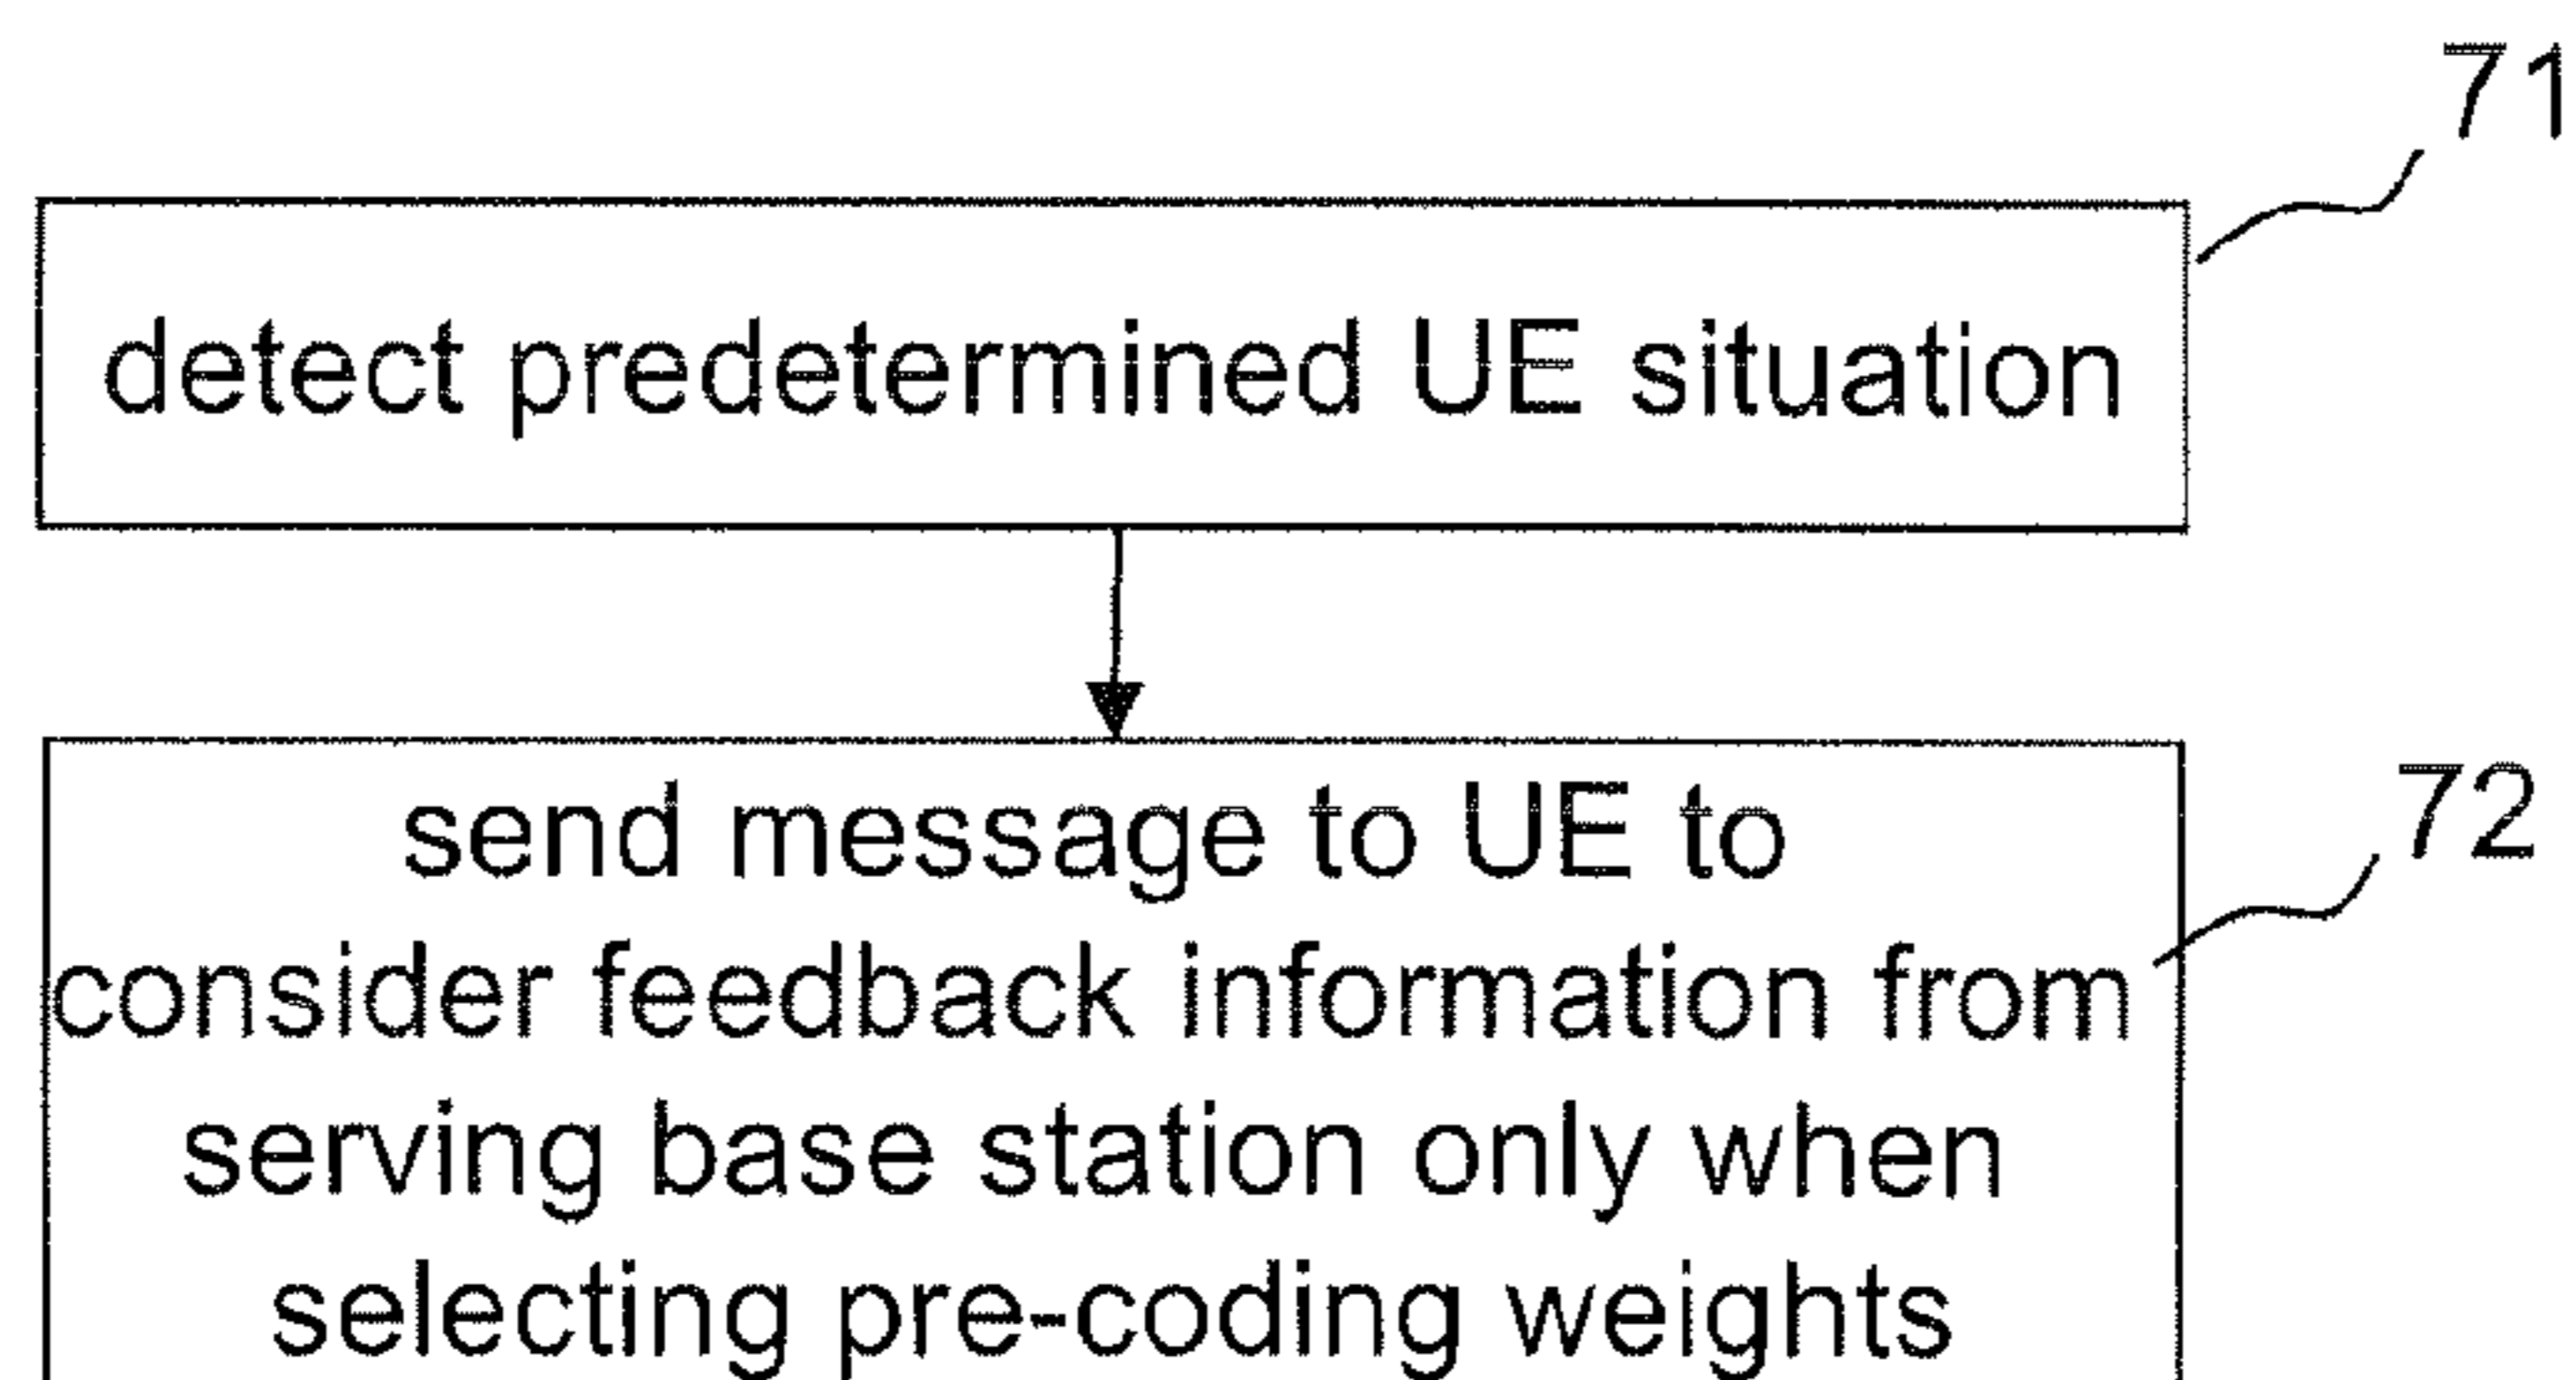 71
detect predetermined UE situation
72
send message to UE to
consider feedback information from
serving base station only when
selecting pre-coding weights